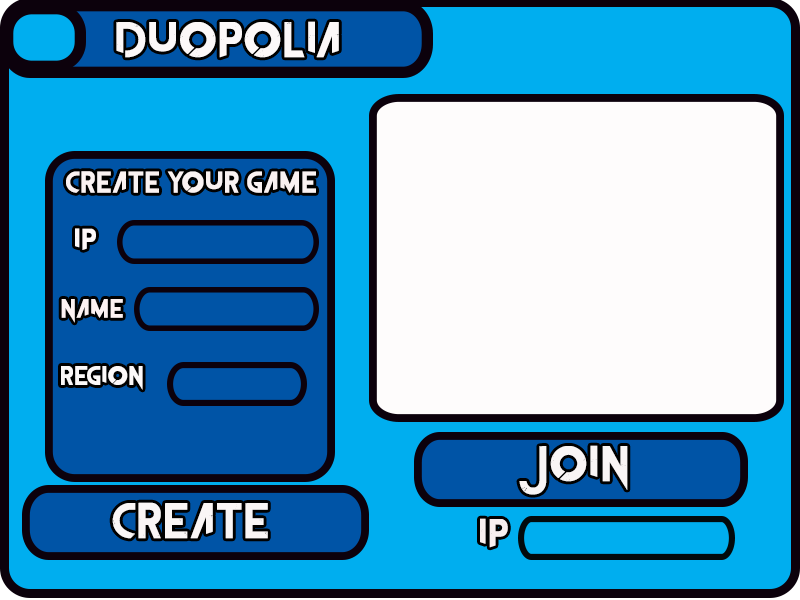 DUOPOLIA
CREATE YOUR GAME
IP
NAME
REGION
CREATE
JOIN
IP